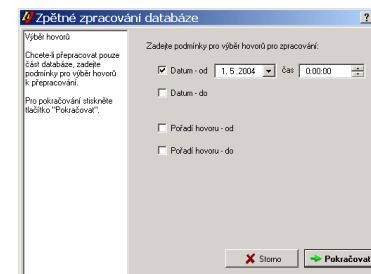 Zpětné zpracování databáze
?
Výběr hovorů
Chcete-li přepracovat pouze
část databáze, zadejte
podmínky pro výběr hovorů
k přepracování.
Pro pokračování stiskněte
tlačítko "Pokračovat".
Zadejte podmínky pro výběr hovorů pro zpracování:
Datum - od 1. 5.2004 čas 0:00:00
Datum - do
Pořadí hovoru - od
Pořadí hovoru - do
Storno Pokračovat